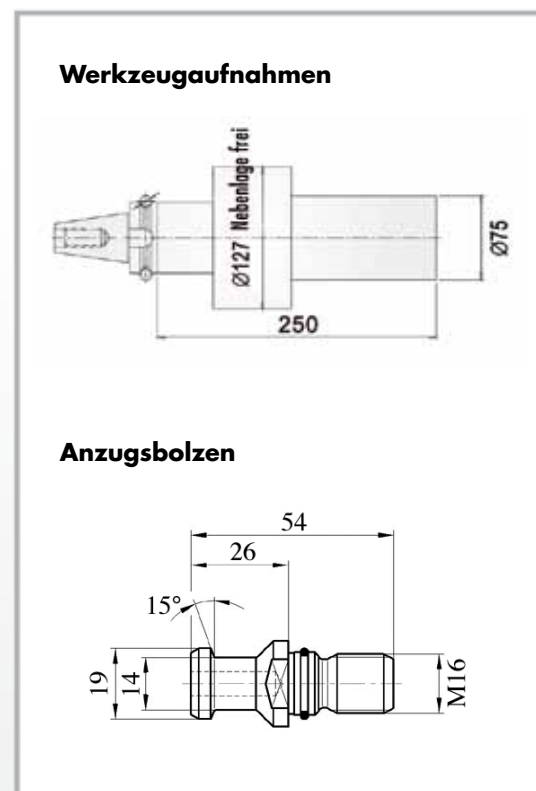 Werkzeugaufnahmen
Ø127 Nebenlage frei
Ø75
250
Anzugsbolzen
54
26
15°
19
14
M16